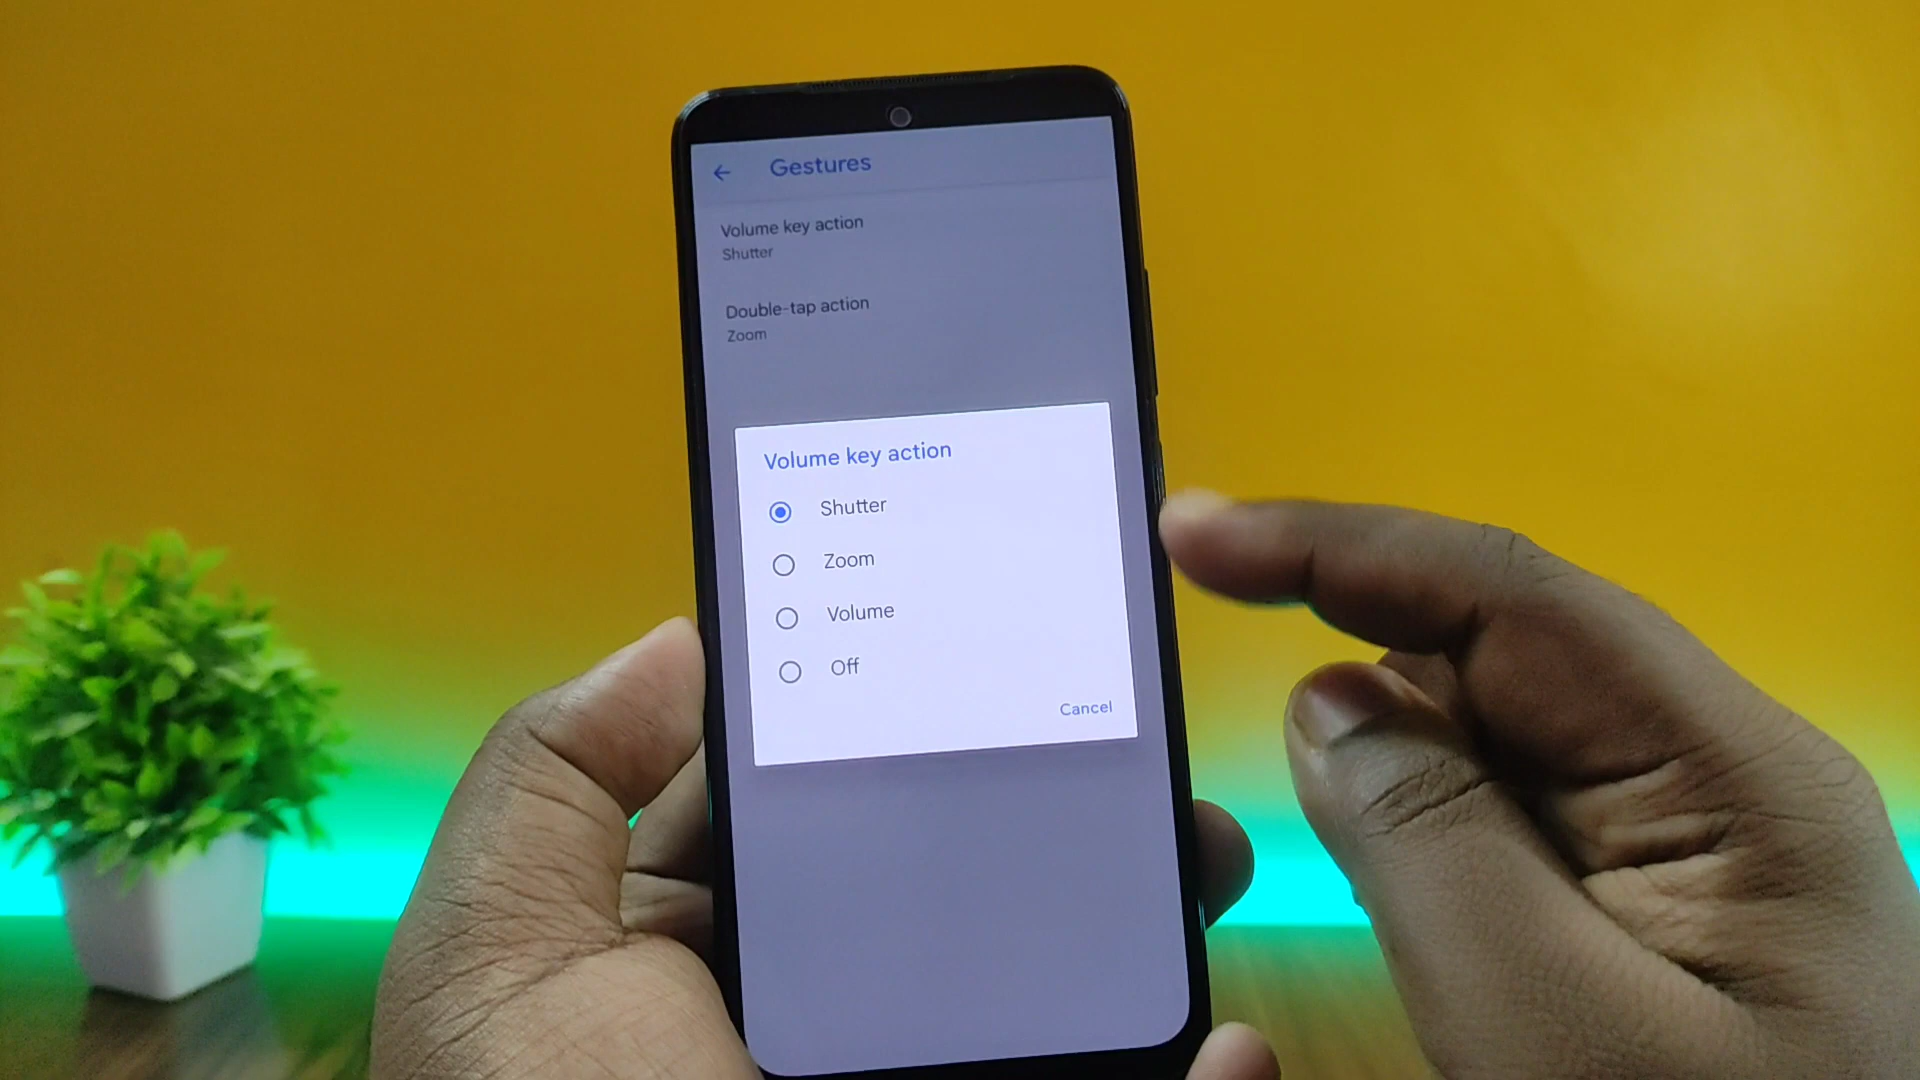 Gestures
Volume key action
Shutter
Double-tap action
Zoom
Volume key action
Shutter
Zoom
Volume
Off
Cancel